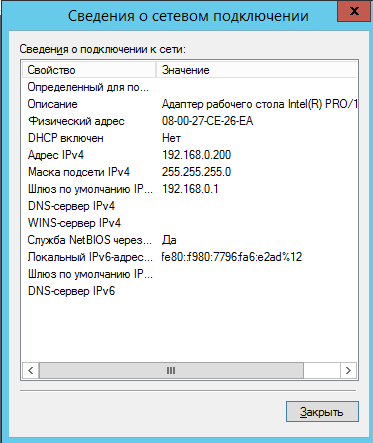 Сведения о сетевом подключении
x
Сведения о подключении к сети:
Свойство Значение
Определенный для по...
Описание Адаптер рабочего стола Intel(R) PRO/1
Физический адрес 08-00-27-CE-26-EA
DHCP включен Нет
Адрес IPv4 192.168.0.200
Маска подсети IPv4 255.255.255.0
Шлюз по умолчанию IP... 192.168.0.1
DNS-сервер IPv4
WINS-сервер IPv4
Служба NetBIOS через... Да
Локальный IPv6-адрес... fe80::f980:7796:fa6:e2ad%12
Шлюз по умолчанию IP...
DNS-сервер IPv6
Закрыть